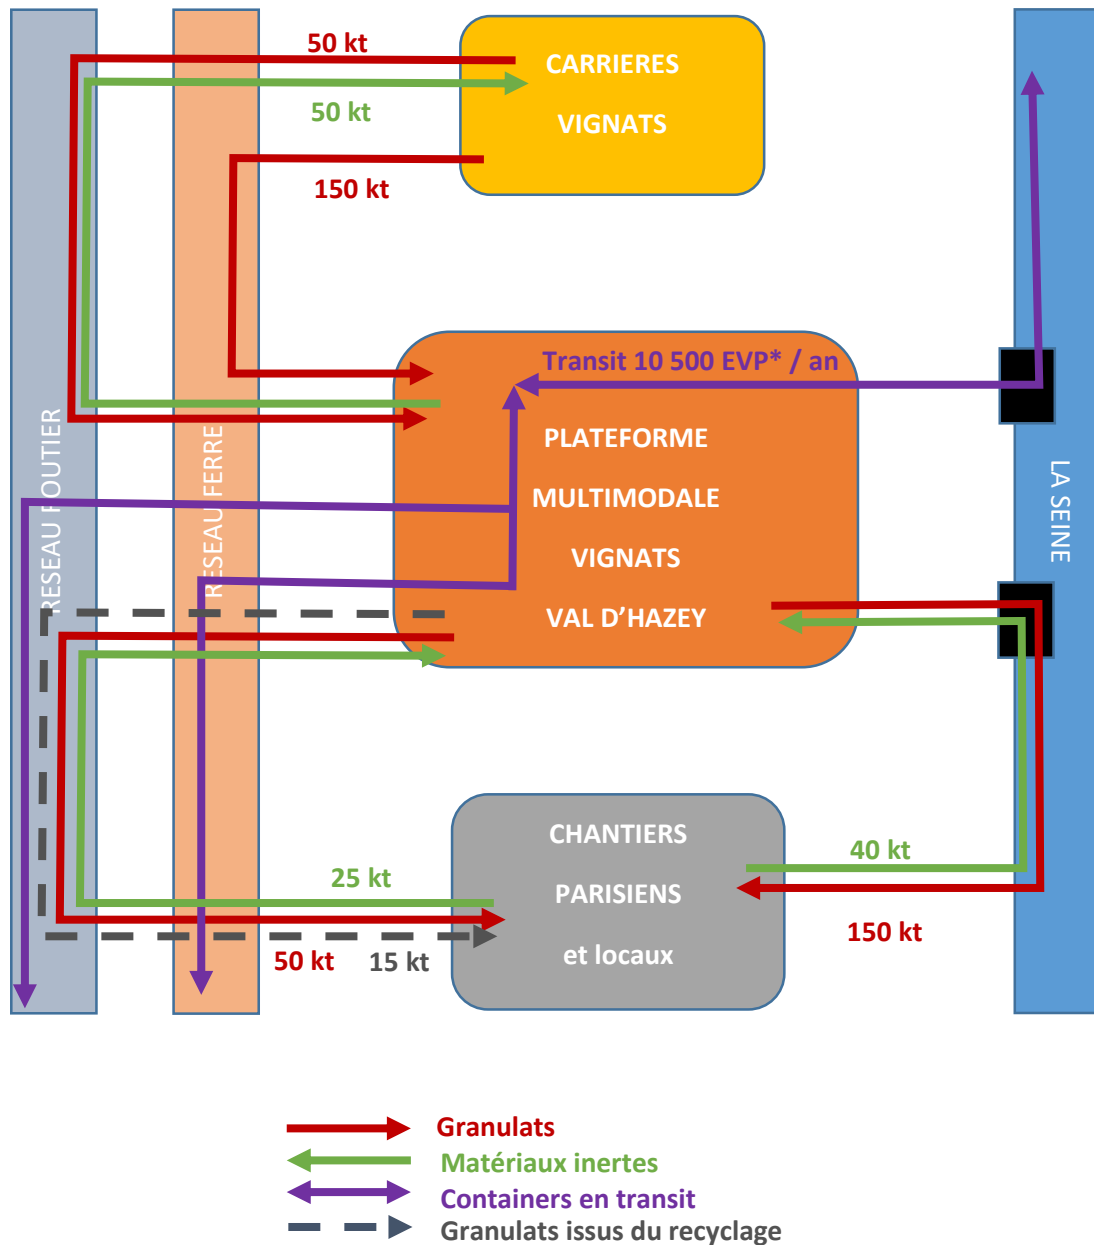 50 kt
50 kt
150 kt
CARRIERES
VIGNATS
Transit 10 500 EVP* / an
PLATEFORME
MULTIMODALE
VIGNATS
VAL D’HAZEY
RESEAU ROUTIER
RESEAU FERRE
LA SEINE
CHANTIERS
PARISIENS
et locaux
25 kt
50 kt
15 kt
40 kt
150 kt
Granulats
Matériaux inertes
Containers en transit
Granulats issus du recyclage